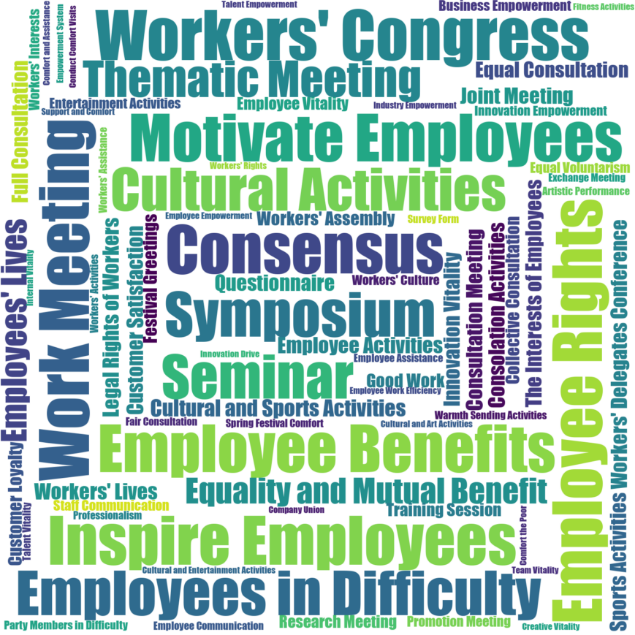 Talent Empowerment
Business Empowerment
Fitness Activities
Workers' Congress
Workers' Interests
Comfort and Assistance
Empowerment System
Conduct Comfort Visits
Thematic Meeting
Equal Consultation
Full Consultation
Entertainment Activities
Employee Vitality
Industry Empowerment
Joint Meeting
Support and Comfort
Innovation Empowerment
Motivate Employees
Work Meeting
Workers' Assistance
Workers' Rights
Equal Voluntarism
Exchange Meeting
Cultural Activities
Artistic Performance
Employee Empowerment
Workers' Assembly
Survey Form
Employees' Lives
Internal Vitality
Workers' Activities
Legal Rights of Workers
Customer Satisfaction
Festival Greetings
Consensus
Questionnaire
Workers' Culture
Innovation Vitality
Consultation Meeting
Consolation Activities
Collective Consultation
The Interests of Employees
Employee Rights
Workers' Delegates Conference
Symposium
Employee Activities
Innovation Drive
Employee Assistance
Seminar
Good Work
Employee Work Efficiency
Cultural and Sports Activities
Warmth Sending Activities
Fair Consultation
Spring Festival Comfort
Cultural and Art Activities
Employee Benefits
Customer Loyalty
Talent Vitality
Workers' Lives
Equality and Mutual Benefit
Staff Communication
Professionalism
Company Union
Training Session
Comfort the Poor
Sports Activities
Inspire Employees
Cultural and Entertainment Activities
Team Vitality
Employees in Difficulty
Party Members in Difficulty
Employee Communication
Research Meeting
Promotion Meeting
Creative Vitality